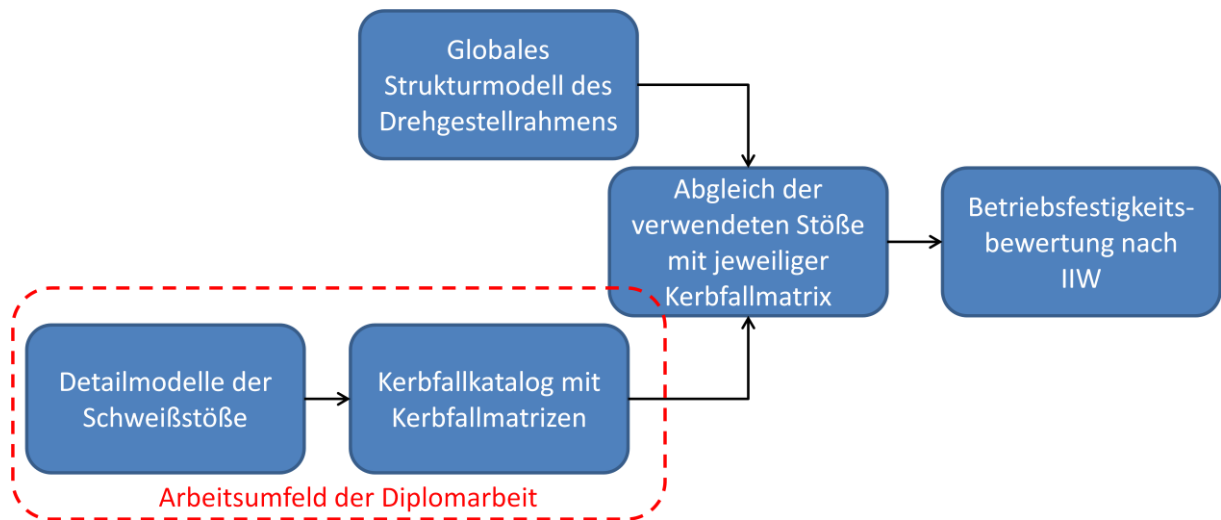 Globales
Strukturmodell des
Drehgestellrahmens
Abgleich der
verwendeten Stöße
mit jeweiliger
Kerbfallmatrix
Betriebsfestigkeits-
bewertung nach
IIW
Detailmodelle der
Schweißstöße
Kerbfallkatalog mit
Kerbfallmatrizen
Arbeitsumfeld der Diplomarbeit